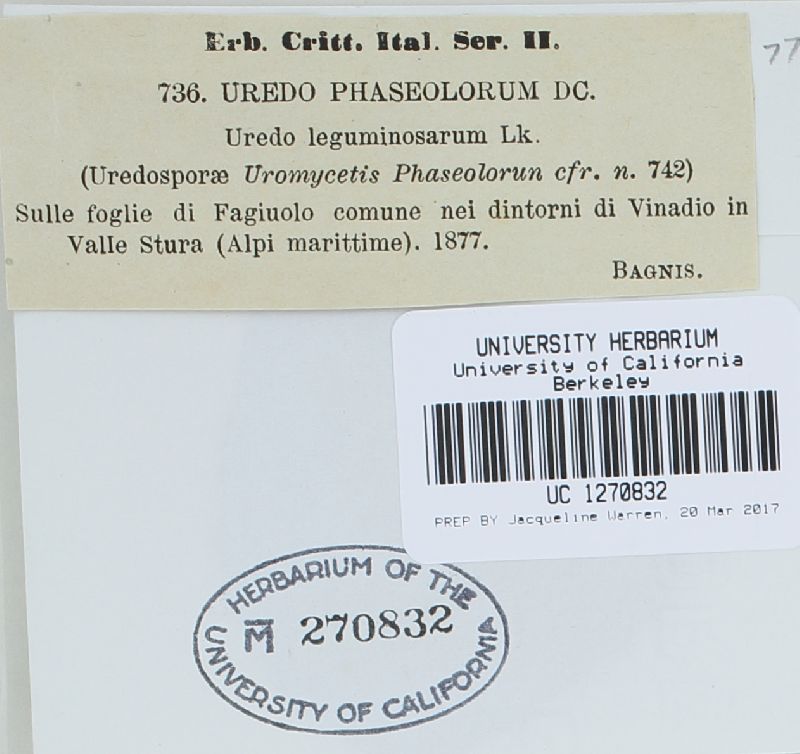 Erb. Critt. Ital. Ser. II.
77
736. UREDO PHASEOLORUM DC.
Uredo leguminosarum Lk.
(Uredosporæ Uromycetis Phaseolorun cfr. n. 742)
Sulle foglie di Fagiuolo comune nei dintorni di Vinadio in
Valle Stura (Alpi marittime). 1877.
BAGNIS.
UNIVERSITY HERBARIUM
University of California
Berkeley
UC 1270832
PREP BY Jacqueline Warren, 20 Mar 2017
HERBARIUM OF THE
M 270832
UNIVERSITY OF CALIFORNIA